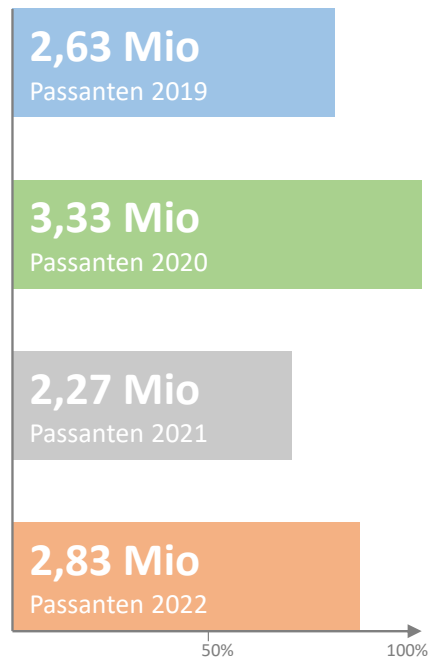 2,63 Mio
Passanten 2019
3,33 Mio
Passanten 2020
2,27 Mio
Passanten 2021
2,83 Mio
Passanten 2022
50%
100%